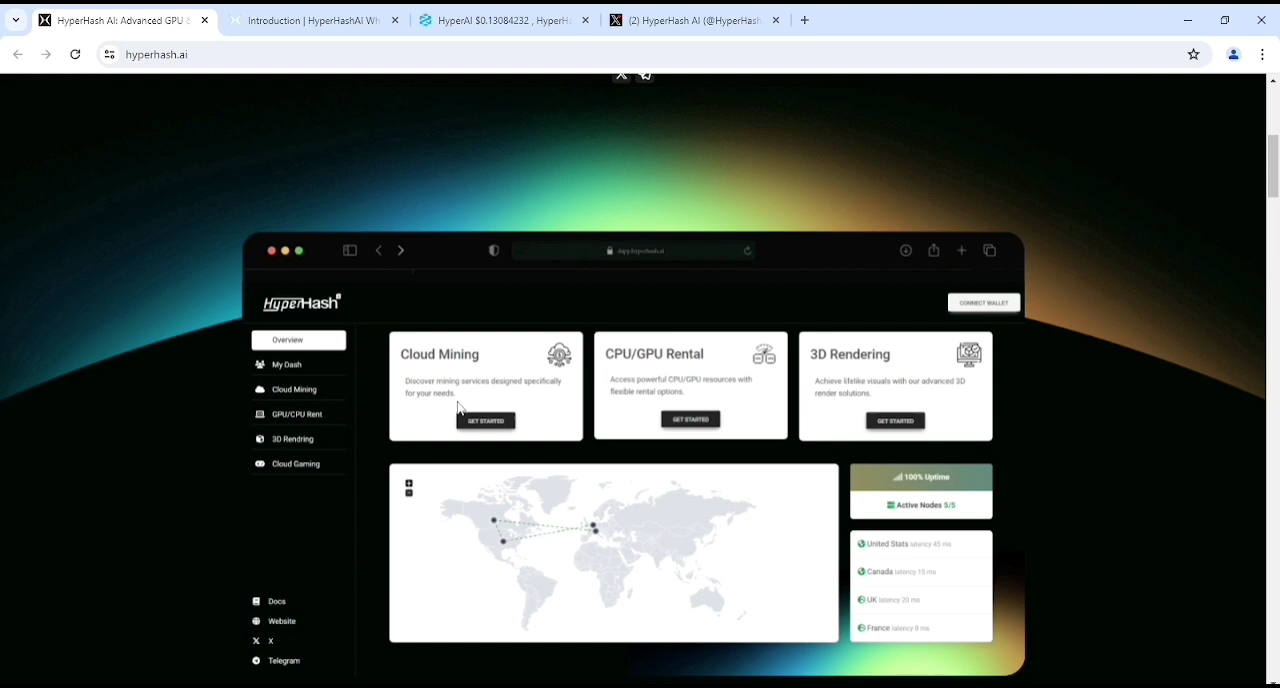 HyperHash AI: Advanced GPU &
Introduction | HyperHashAI Wh
HyperAI $0.13084232 , HyperHa
(2) HyperHash AI (@HyperHash
hyperhash.ai
HyperHash
CONNECT WALLET
Overview
My Dash
Cloud Mining
GPU/CPU Rent
3D Rendring
Cloud Gaming
Docs
Website
X
Telegram
Cloud Mining
Discover mining services designed specifically
for your needs.
GET STARTED
CPU/GPU Rental
Access powerful CPU/GPU resources with
flexible rental options.
GET STARTED
3D Rendering
Achieve lifelike visuals with our advanced 3D
render solutions.
GET STARTED
100% Uptime
Active Nodes 5/5
United Stats latency 45 ms
Canada latency 15 ms
UK latency 20 ms
France latency 8 ms